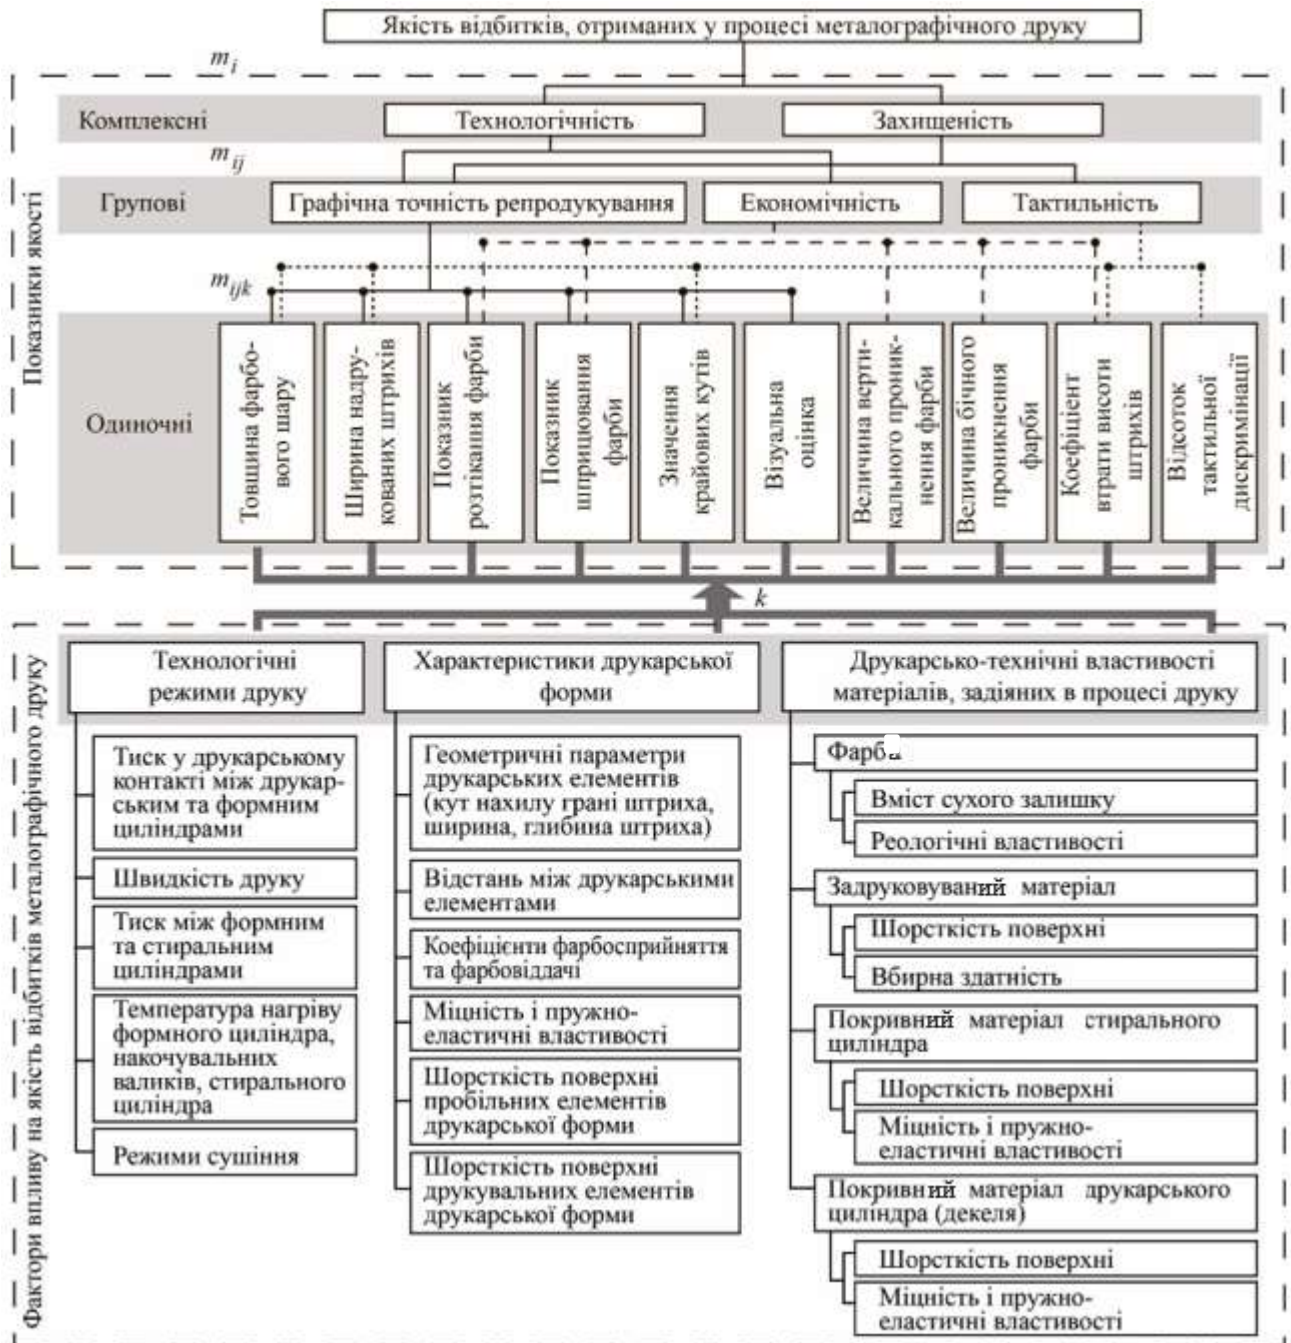 Якість відбитків, отриманих у процесі металографічного друку
m i
Показники якості
Комплексні
Технологічність
Захищеність
m ij
Групові
Графічна точність репродукування
Економічність
Тактильність
m ijk
Одиночні
Товщина фарбо-
вого шару
Ширина надру-
кованих штрихів
Показник
розтікання фарби
Показник
шприцювання
фарби
Значення
крайових кутів
Візуальна
оцінка
Величина верти-
кального проник-
нення фарби
Величина бічного
проникнення
фарби
Коефіцієнт
втрати висоти
штрихів
Відсоток
тактильної
дискримінації
k
Фактори впливу на якість відбитків металографічного друку
Технологічні
режими друку
Тиск у друкарському
контакті між друкар-
ським та формним
циліндрами
Швидкість друку
Тиск між формним
та стиральним
циліндрами
Температура нагріву
формного циліндра,
накочувальних
валиків, стирального
циліндра
Режими сушіння
Характеристики друкарської
форми
Геометричні параметри
друкарських елементів
(кут нахилу грані штриха,
ширина, глибина штриха)
Відстань між друкарськими
елементами
Коефіцієнти фарбосприйняття
та фарбовіддачі
Міцність і пружно-
еластичні властивості
Шорсткість поверхні
пробільних елементів
друкарської форми
Шорсткість поверхні
друкувальних елементів
друкарської форми
Друкарсько-технічні властивості
матеріалів, задіяних в процесі друку
Фарба
Вміст сухого залишку
Реологічні властивості
Задруковуваний матеріал
Шорсткість поверхні
Вбирна здатність
Покривний матеріал стирального
циліндра
Шорсткість поверхні
Міцність і пружно-
еластичні властивості
Покривний матеріал друкарського
циліндра (декеля)
Шорсткість поверхні
Міцність і пружно-
еластичні властивості